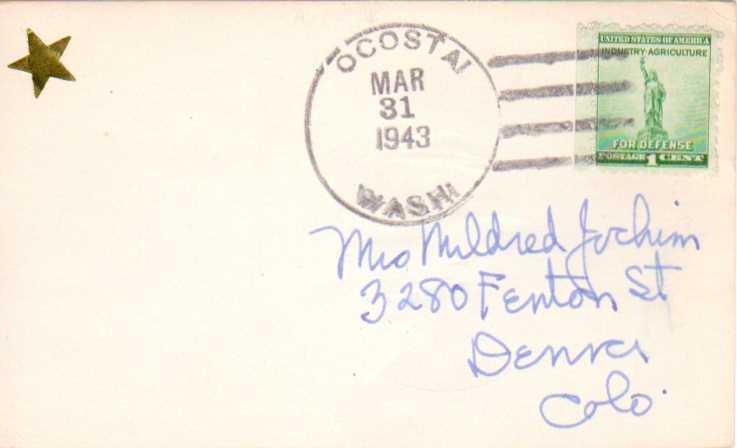 OCOSTA
MAR
31
1943
WASH
UNITED STATES OF AMERICA
INDUSTRY·AGRICULTURE
FOR DEFENSE
POSTAGE 1 CENT
Mrs Mildred Jochim
3280 Fenton St
Denver
Colo.